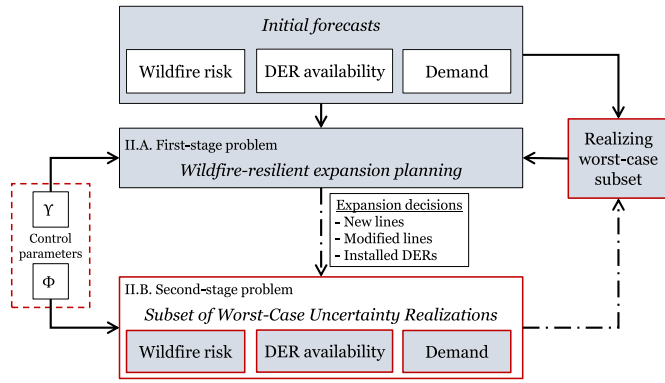 Initial forecasts
Wildfire risk
DER availability
Demand
Realizing
worst-case
subset
II.A. First-stage problem
Wildfire-resilient expansion planning
ϒ
Control
parameters
Φ
Expansion decisions
- New lines
- Modified lines
- Installed DERs
II.B. Second-stage problem
Subset of Worst-Case Uncertainty Realizations
Wildfire risk
DER availability
Demand